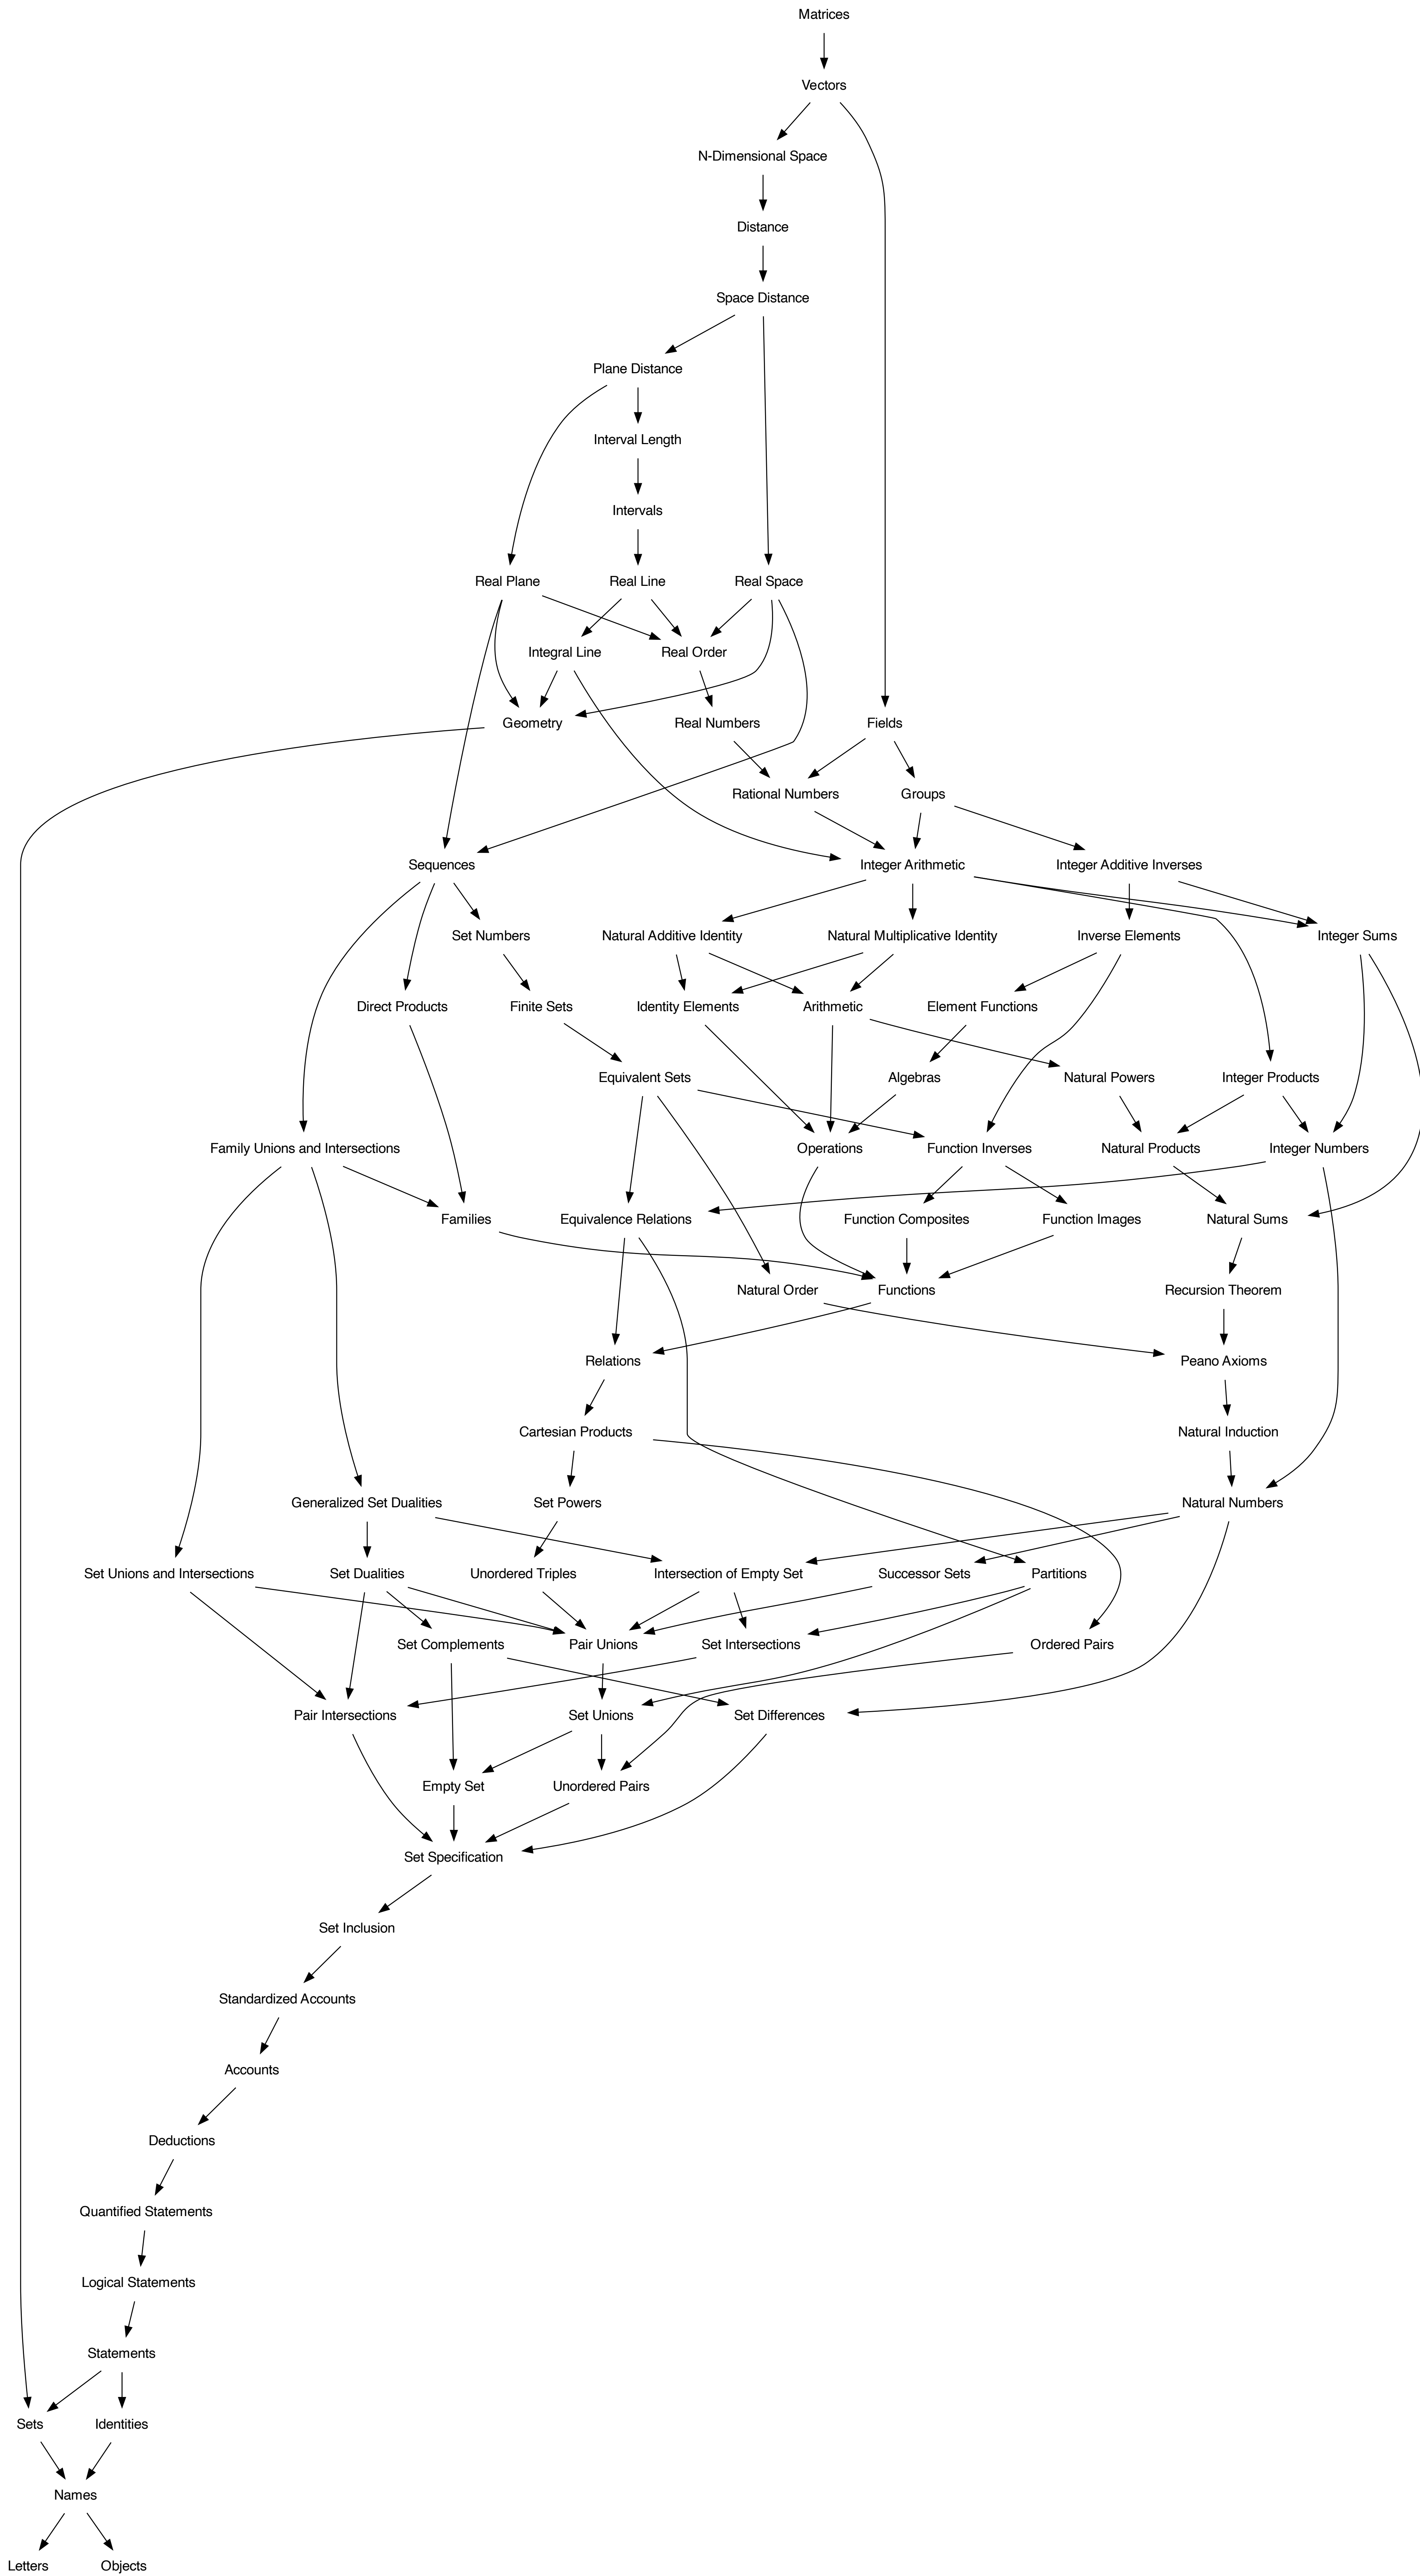 Matrices
Vectors
N-Dimensional Space
Distance
Space Distance
Plane Distance
Interval Length
Intervals
Real Plane
Real Line
Real Space
Integral Line
Real Order
Geometry
Real Numbers
Fields
Rational Numbers
Groups
Sequences
Integer Arithmetic
Integer Additive Inverses
Set Numbers
Natural Additive Identity
Natural Multiplicative Identity
Inverse Elements
Integer Sums
Direct Products
Finite Sets
Identity Elements
Arithmetic
Element Functions
Equivalent Sets
Algebras
Natural Powers
Integer Products
Family Unions and Intersections
Operations
Function Inverses
Natural Products
Integer Numbers
Families
Equivalence Relations
Function Composites
Function Images
Natural Sums
Natural Order
Functions
Recursion Theorem
Relations
Peano Axioms
Cartesian Products
Natural Induction
Generalized Set Dualities
Set Powers
Natural Numbers
Set Unions and Intersections
Set Dualities
Unordered Triples
Intersection of Empty Set
Successor Sets
Partitions
Set Complements
Pair Unions
Set Intersections
Ordered Pairs
Pair Intersections
Set Unions
Set Differences
Empty Set
Unordered Pairs
Set Specification
Set Inclusion
Standardized Accounts
Accounts
Deductions
Quantified Statements
Logical Statements
Statements
Sets
Identities
Names
Letters
Objects